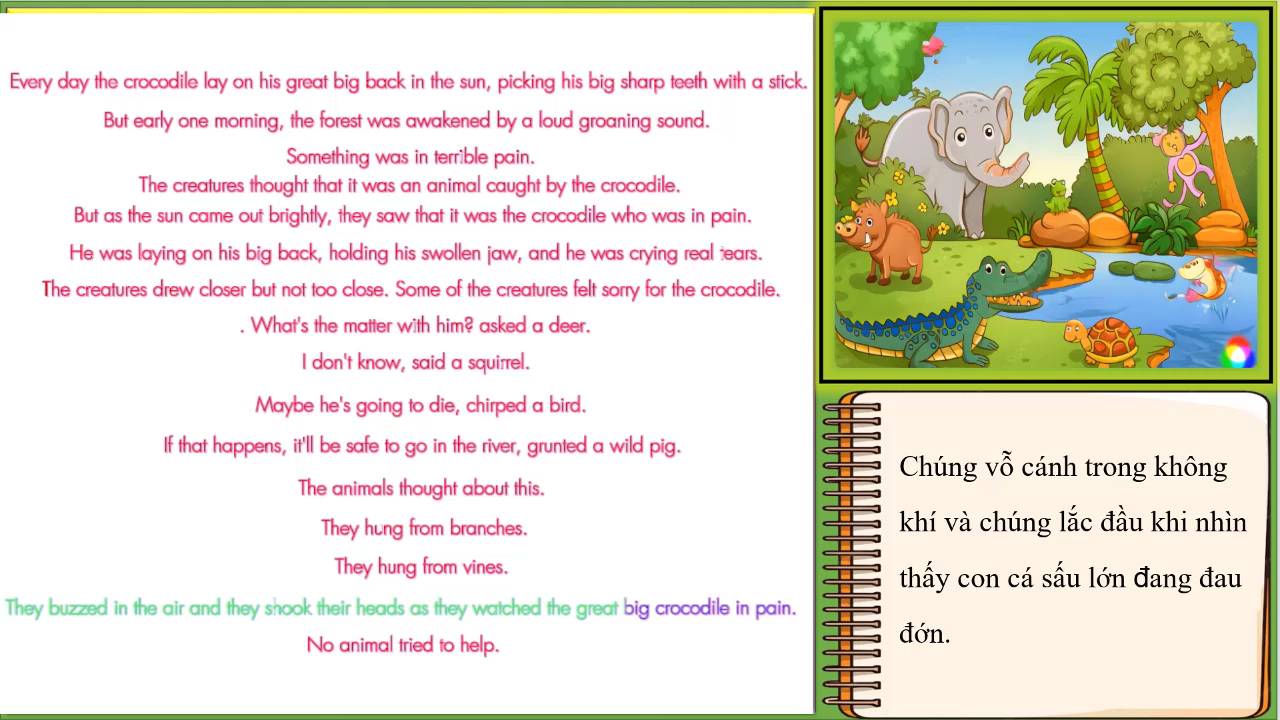 Every day the crocodile lay on his great big back in the sun, picking his big sharp teeth with a stick.
But early one morning, the forest was awakened by a loud groaning sound.
Something was in terrible pain.
The creatures thought that it was an animal caught by the crocodile.
But as the sun came out brightly, they saw that it was the crocodile who was in pain.
He was laying on his big back, holding his swollen jaw, and he was crying real tears.
The creatures drew closer but not too close. Some of the creatures felt sorry for the crocodile.
. What's the matter with him? asked a deer.
I don't know, said a squirrel.
Maybe he's going to die, chirped a bird.
If that happens, it'll be safe to go in the river, grunted a wild pig.
The animals thought about this.
They hung from branches.
They hung from vines.
They buzzed in the air and they shook their heads as they watched the great big crocodile in pain.
No animal tried to help.
Chúng vỗ cánh trong không
khí và chúng lắc đầu khi nhìn
thấy con cá sấu lớn đang đau
đớn.